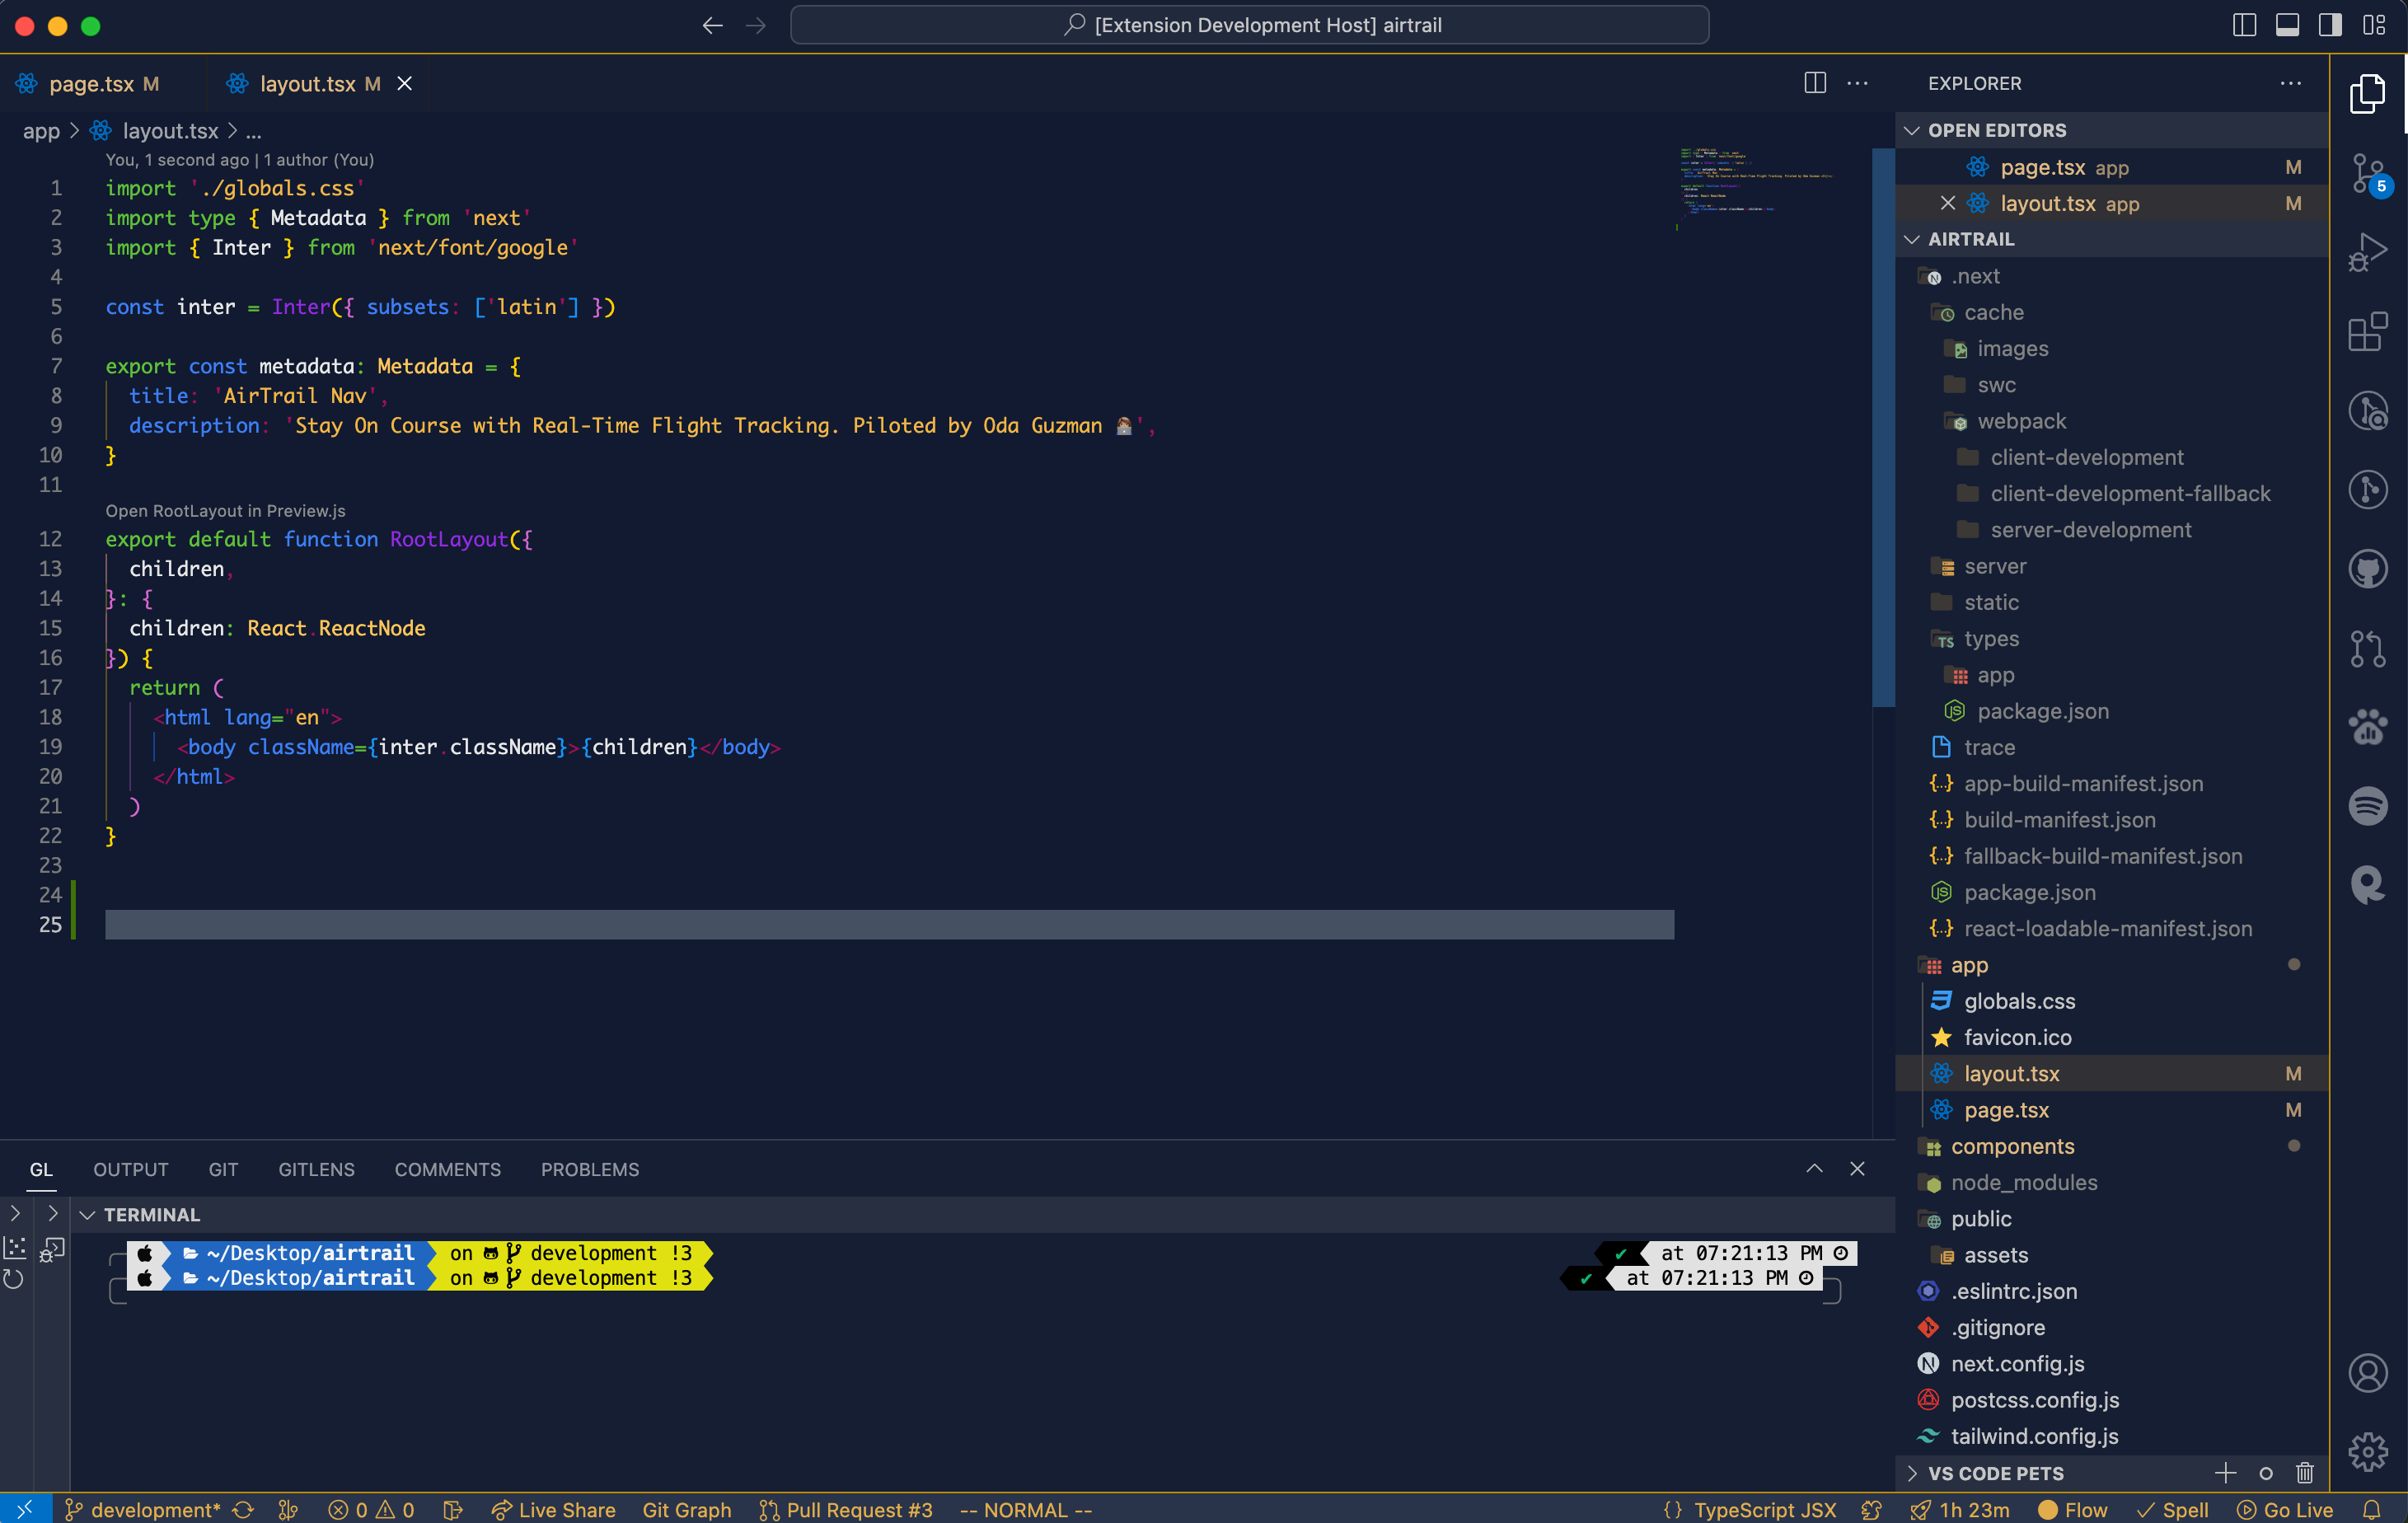 [Extension Development Host] airtrail
page.tsx M
layout.tsx M
app > layout.tsx > ...
You, 1 second ago | 1 author (You)
1 import './globals.css'
2 import type { Metadata } from 'next'
3 import { Inter } from 'next/font/google'
4
5 const inter = Inter({ subsets: ['latin'] })
6
7 export const metadata: Metadata = {
8 title: 'AirTrail Nav',
9 description: 'Stay On Course with Real-Time Flight Tracking. Piloted by Oda Guzman 👩🏽‍💻',
10 }
11
Open RootLayout in Preview.js
12 export default function RootLayout({
13 children,
14 }: {
15 children: React.ReactNode
16 }) {
17 return (
18 <html lang="en">
19 <body className={inter.className}>{children}</body>
20 </html>
21 )
22 }
23
24
25
GL OUTPUT GIT GITLENS COMMENTS PROBLEMS
TERMINAL
~/Desktop/airtrail on development !3 ✔ at 07:21:13 PM
~/Desktop/airtrail on development !3 ✔ at 07:21:13 PM
EXPLORER
OPEN EDITORS
page.tsx app M
layout.tsx app M
AIRTRAIL
.next
cache
images
swc
webpack
client-development
client-development-fallback
server-development
server
static
TS types
app
package.json
trace
app-build-manifest.json
build-manifest.json
fallback-build-manifest.json
package.json
react-loadable-manifest.json
app
globals.css
favicon.ico
layout.tsx M
page.tsx M
components
node_modules
public
assets
.eslintrc.json
.gitignore
next.config.js
postcss.config.js
tailwind.config.js
VS CODE PETS
5
development* 0 0 Live Share Git Graph Pull Request #3 -- NORMAL -- {} TypeScript JSX 1h 23m Flow Spell Go Live